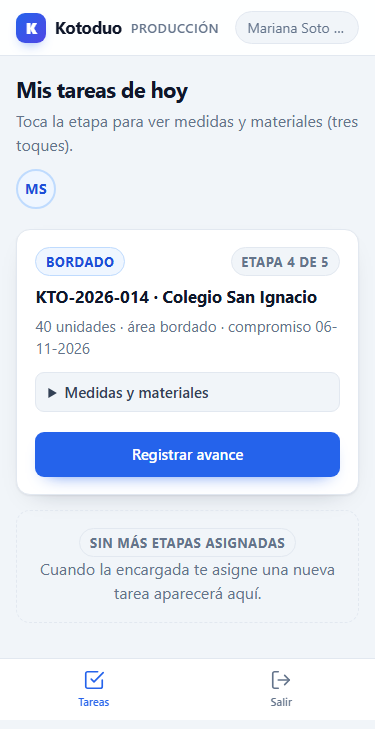 K Kotoduo PRODUCCIÓN Mariana Soto ...
Mis tareas de hoy
Toca la etapa para ver medidas y materiales (tres
toques).
MS
BORDADO ETAPA 4 DE 5
KTO-2026-014 · Colegio San Ignacio
40 unidades · área bordado · compromiso 06-
11-2026
▶ Medidas y materiales
Registrar avance
SIN MÁS ETAPAS ASIGNADAS
Cuando la encargada te asigne una nueva
tarea aparecerá aquí.
Tareas Salir